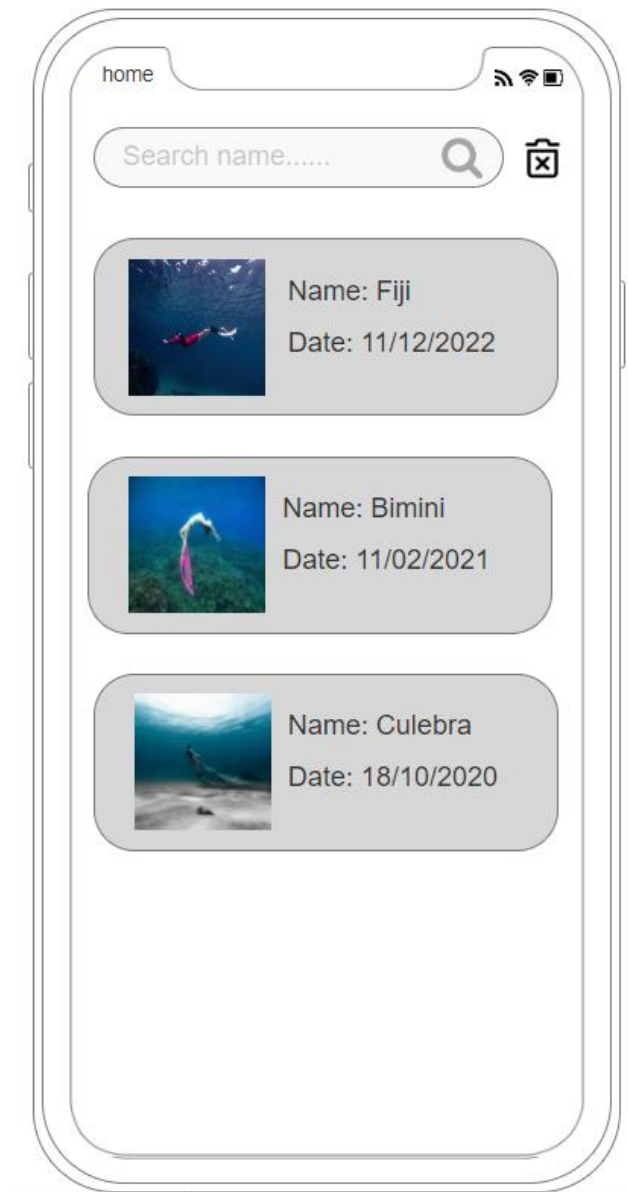 home
Search name......
Name: Fiji
Date: 11/12/2022
Name: Bimini
Date: 11/02/2021
Name: Culebra
Date: 18/10/2020